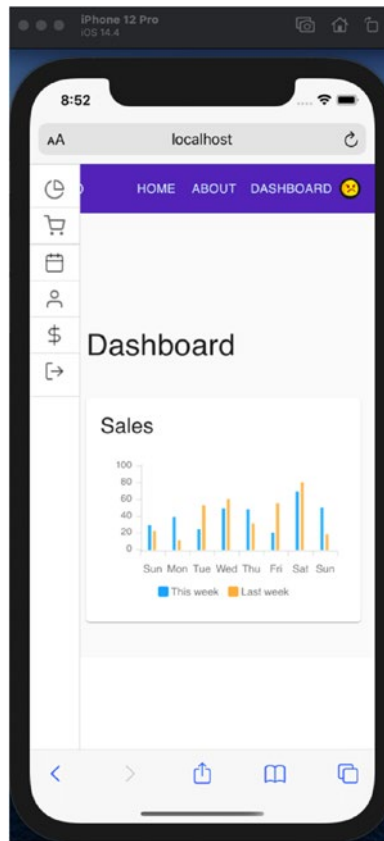 iPhone 12 Pro
iOS 14.4
8:52
AA localhost
HOME ABOUT DASHBOARD
Dashboard
Sales
100
80
60
40
20
0
Sun Mon Tue Wed Thu Fri Sat Sun
This week Last week